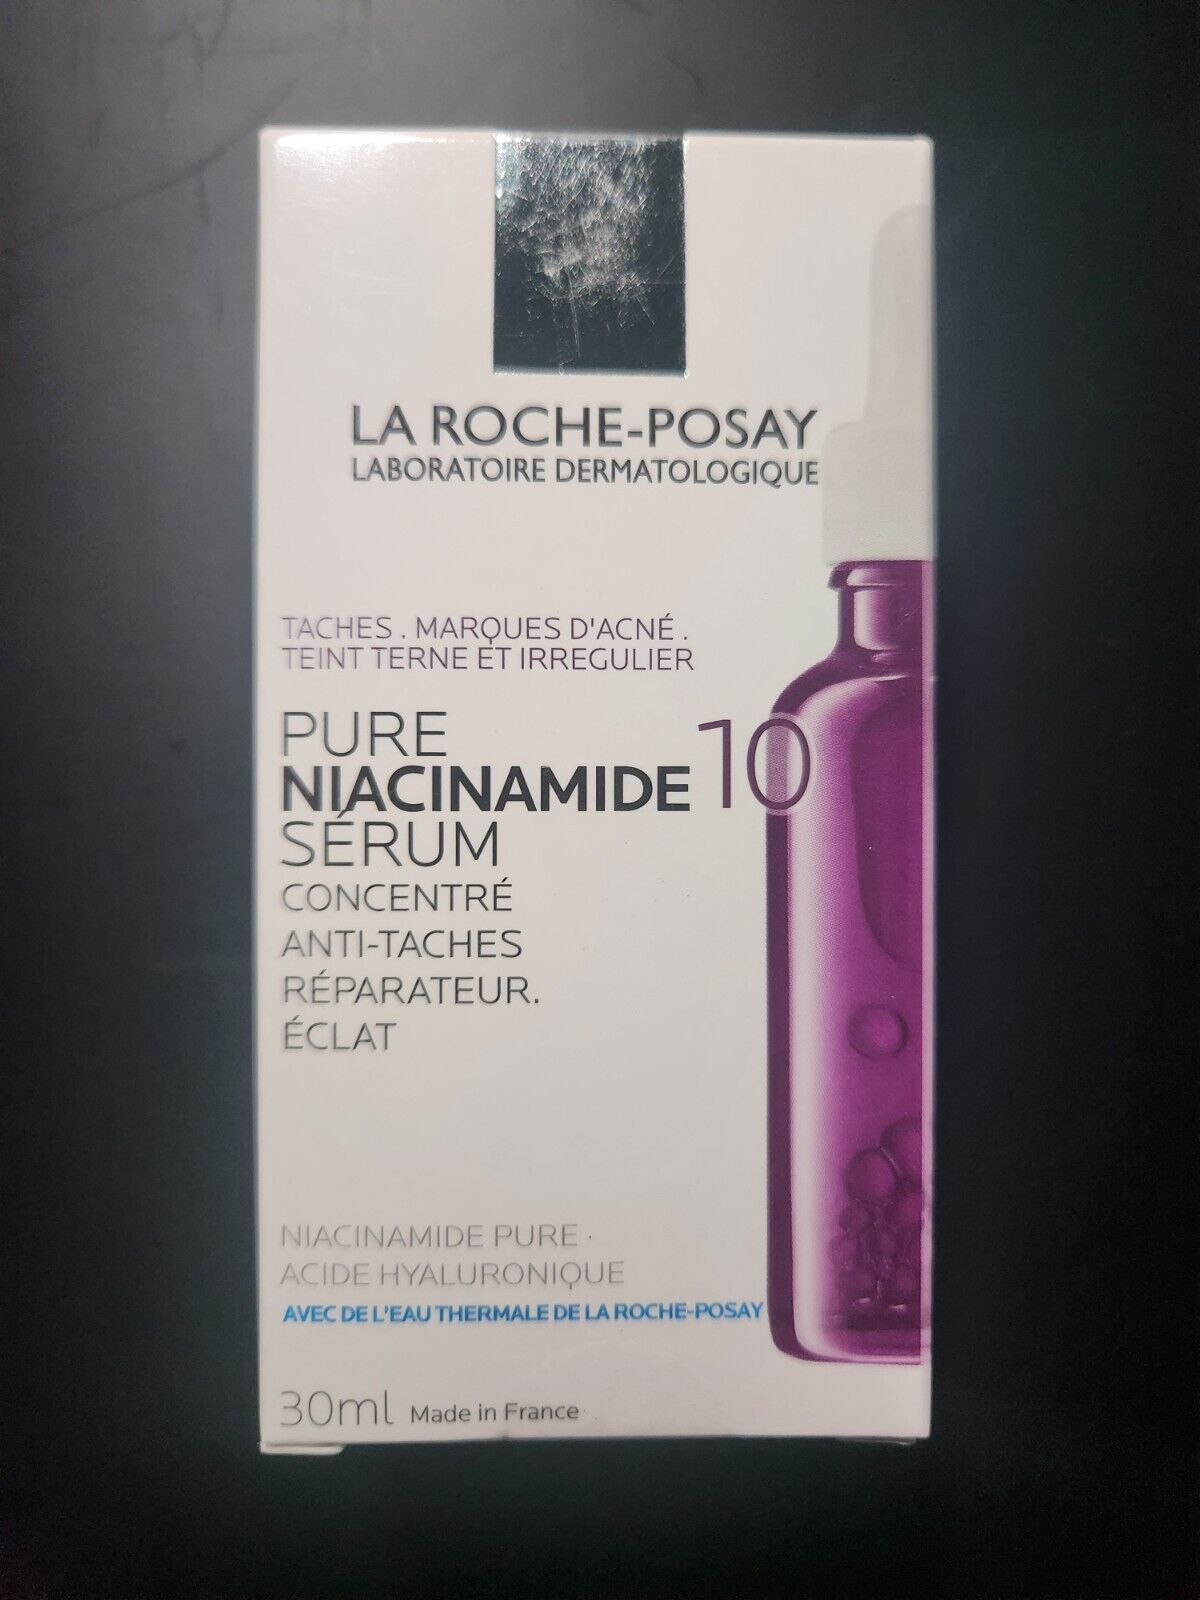 LA ROCHE-POSAY
LABORATOIRE DERMATOLOGIQUE
TACHES . MARQUES D'ACNÉ .
TEINT TERNE ET IRREGULIER
PURE
NIACINAMIDE 10
SÉRUM
CONCENTRÉ
ANTI-TACHES
RÉPARATEUR.
ÉCLAT
NIACINAMIDE PURE ·
ACIDE HYALURONIQUE
AVEC DE L'EAU THERMALE DE LA ROCHE-POSAY
30ml Made in France